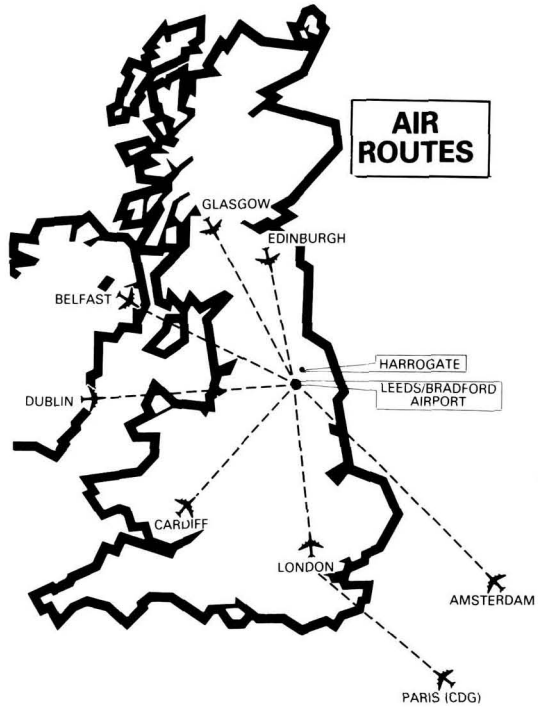 AIR
ROUTES
GLASGOW
EDINBURGH
BELFAST
HARROGATE
LEEDS/BRADFORD
AIRPORT
DUBLIN
CARDIFF
LONDON
AMSTERDAM
PARIS (CDG)